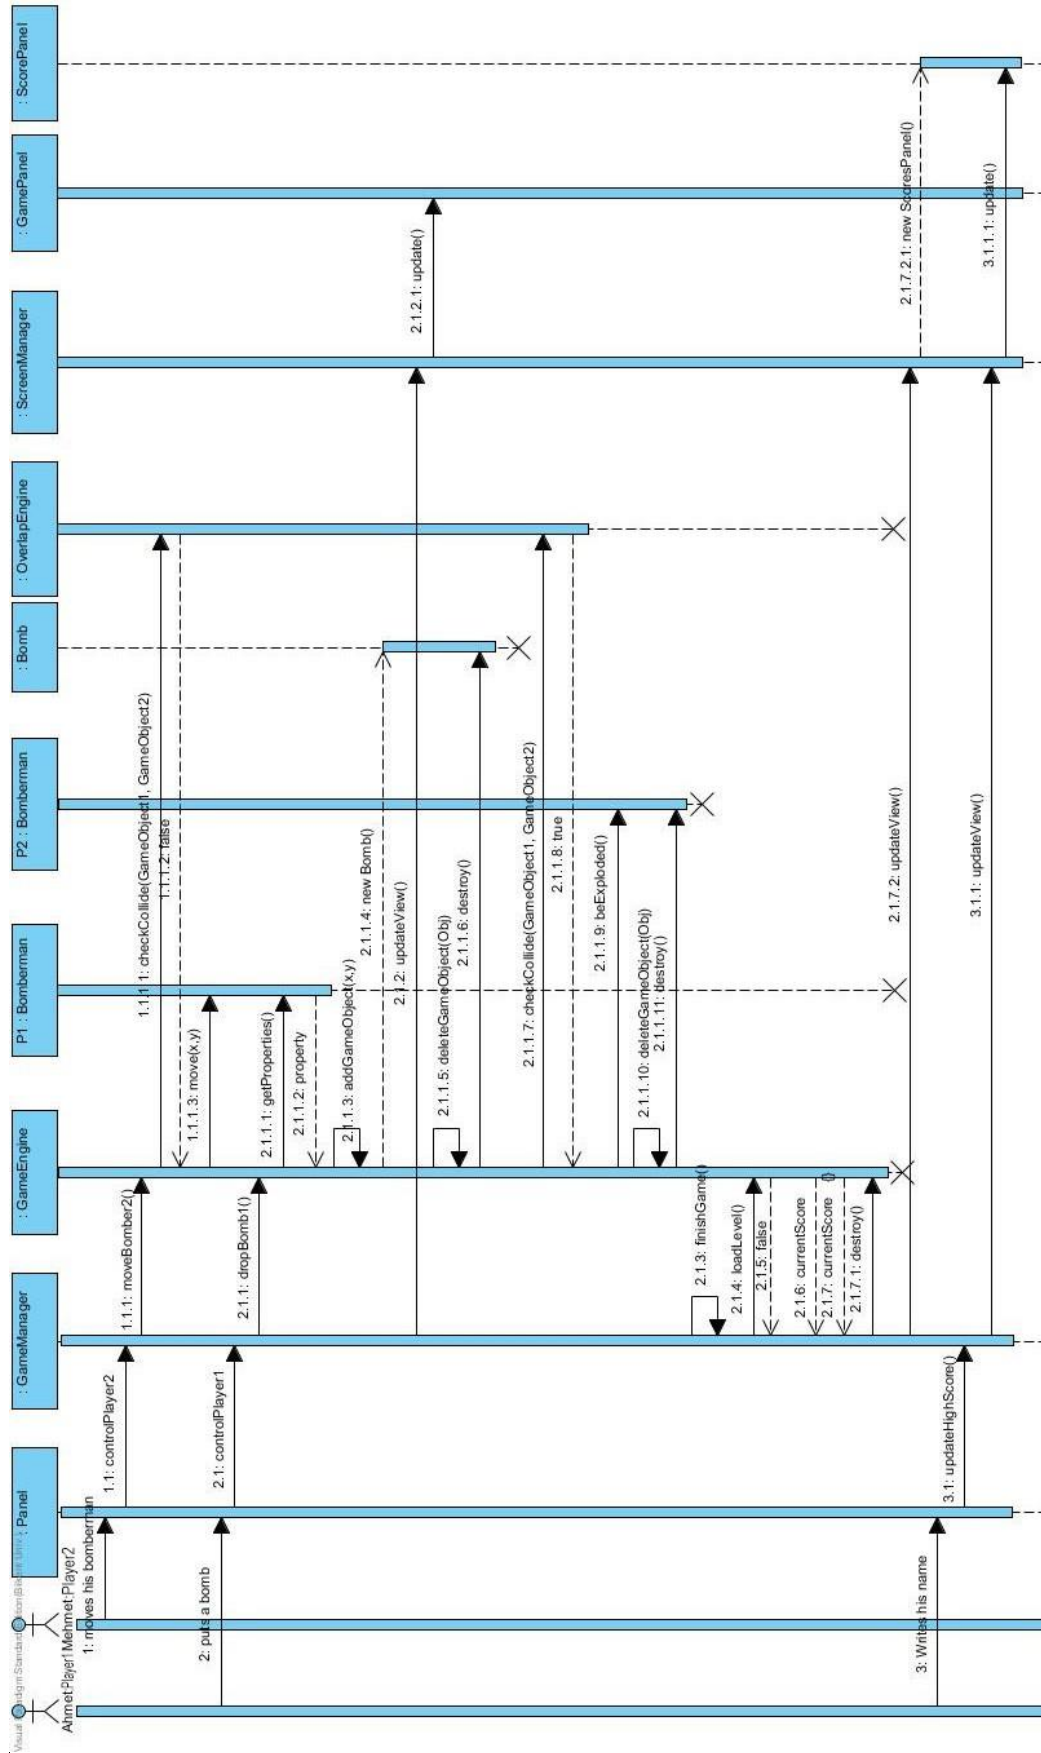 Visual Paradigm Standard Edition(Bilkent Univ.)
Ahmet:Player1
Mehmet:Player2
: Panel
: GameManager
: GameEngine
P1 : Bomberman
P2 : Bomberman
: Bomb
: OverlapEngine
: ScreenManager
: GamePanel
: ScorePanel
1: moves his bomberman
1.1: controlPlayer2
1.1.1: moveBomber2()
1.1.1.1: checkCollide(GameObject1, GameObject2)
1.1.1.2: false
1.1.1.3: move(x,y)
2: puts a bomb
2.1: controlPlayer1
2.1.1: dropBomb1()
2.1.1.1: getProperties()
2.1.1.2: property
2.1.1.3: addGameObject(x,y)
2.1.1.4: new Bomb()
2.1.2: updateView()
2.1.2.1: update()
2.1.1.5: deleteGameObject(Obj)
2.1.1.6: destroy()
2.1.1.7: checkCollide(GameObject1, GameObject2)
2.1.1.8: true
2.1.1.9: beExploded()
2.1.1.10: deleteGameObject(Obj)
2.1.1.11: destroy()
2.1.3: finishGame()
2.1.4: loadLevel()
2.1.5: false
2.1.6: currentScore
2.1.7: currentScore
{}
2.1.7.1: destroy()
2.1.7.2: updateView()
2.1.7.2.1: new ScoresPanel()
3: Writes his name
3.1: updateHighScore()
3.1.1: updateView()
3.1.1.1: update()